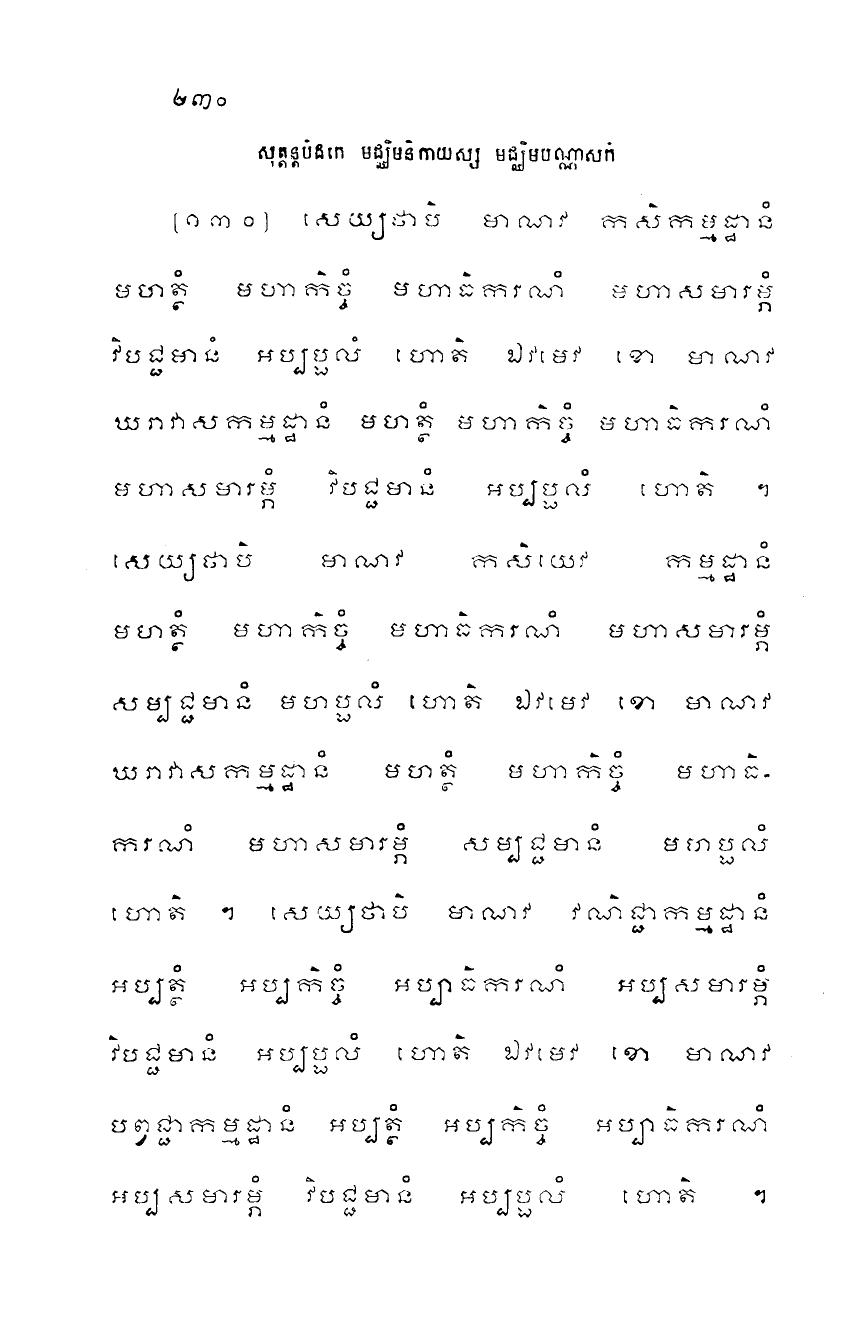 ២៣០
សុត្តន្តបិដកេ មជ្ឈិមនិកាយស្ស មជ្ឈិមបណ្ណាសកំ
[១៣០] សេយ្យថាបិ មាណវ កសិកម្មដ្ឋានំ
មហត្ថំ មហាកិច្ចំ មហាធិករណំ មហាសមារម្ភំ
វិបជ្ជមានំ អប្បប្ផលំ ហោតិ ឯវមេវ ខោ មាណវ
ឃរាវាសកម្មដ្ឋានំ មហត្ថំ មហាកិច្ចំ មហាធិករណំ
មហាសមារម្ភំ វិបជ្ជមានំ អប្បប្ផលំ ហោតិ ។
សេយ្យថាបិ មាណវ កសិយេវ កម្មដ្ឋានំ
មហត្ថំ មហាកិច្ចំ មហាធិករណំ មហាសមារម្ភំ
សម្បជ្ជមានំ មហប្ផលំ ហោតិ ឯវមេវ ខោ មាណវ
ឃរាវាសកម្មដ្ឋានំ មហត្ថំ មហាកិច្ចំ មហាធិ-
ករណំ មហាសមារម្ភំ សម្បជ្ជមានំ មហប្ផលំ
ហោតិ ។ សេយ្យថាបិ មាណវ វណិជ្ជាកម្មដ្ឋានំ
អប្បត្ថំ អប្បកិច្ចំ អប្បាធិករណំ អប្បសមារម្ភំ
វិបជ្ជមានំ អប្បប្ផលំ ហោតិ ឯវមេវ ខោ មាណវ
បព្វជ្ជាកម្មដ្ឋានំ អប្បត្ថំ អប្បកិច្ចំ អប្បាធិករណំ
អប្បសមារម្ភំ វិបជ្ជមានំ អប្បប្ផលំ ហោតិ ។